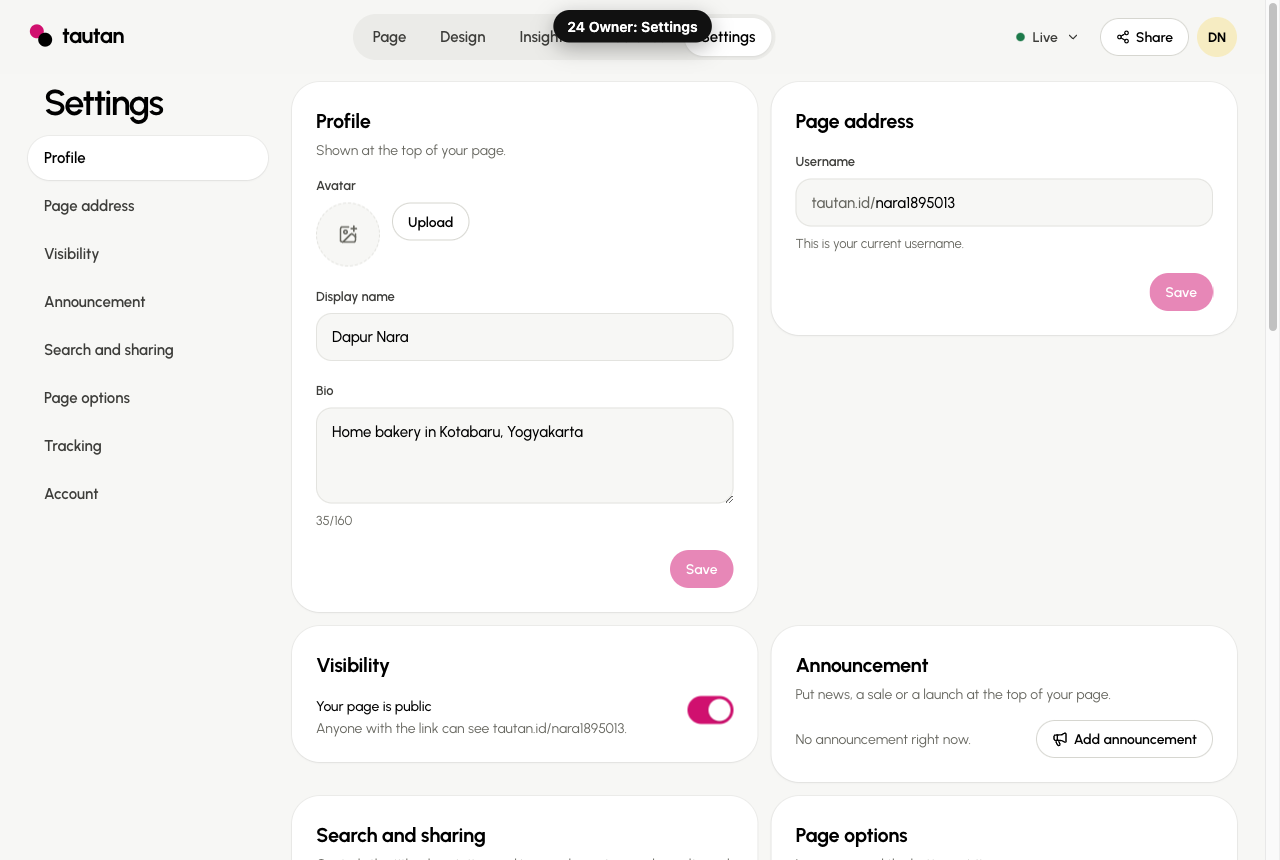 tautan
Page
Design
24 Owner: Settings
Settings
Live
Share
DN
Settings
Profile
Page address
Visibility
Announcement
Search and sharing
Page options
Tracking
Account
Profile
Shown at the top of your page.
Avatar
Upload
Display name
Dapur Nara
Bio
Home bakery in Kotabaru, Yogyakarta
35/160
Save
Page address
Username
tautan.id/nara1895013
This is your current username.
Save
Visibility
Your page is public
Anyone with the link can see tautan.id/nara1895013.
Announcement
Put news, a sale or a launch at the top of your page.
No announcement right now.
Add announcement
Search and sharing
Page options